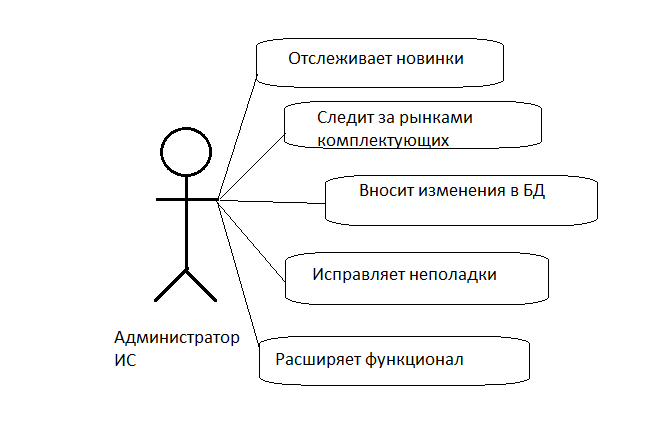 Отслеживает новинки
Следит за рынками
комплектующих
Вносит изменения в БД
Исправляет неполадки
Администратор
ИС
Расширяет функционал